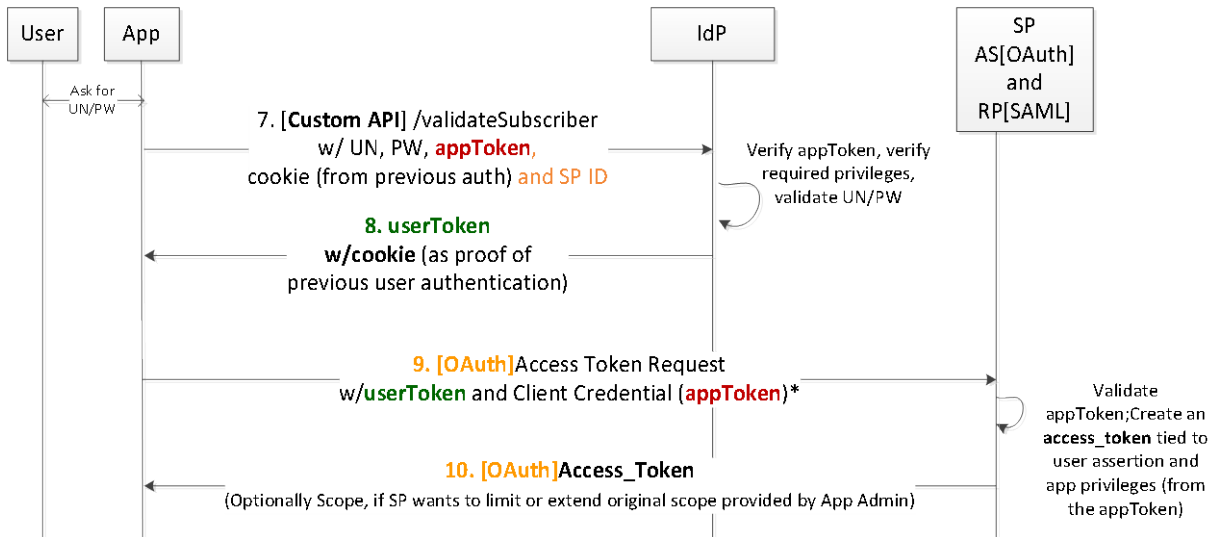 User
App
IdP
SP
AS[OAuth]
and
RP[SAML]
Ask for
UN/PW
7. [Custom API] /validateSubscriber
w/ UN, PW, appToken,
cookie (from previous auth) and SP ID
Verify appToken, verify
required privileges,
validate UN/PW
8. userToken
w/cookie (as proof of
previous user authentication)
9. [OAuth]Access Token Request
w/userToken and Client Credential (appToken)*
Validate
appToken;Create an
access_token tied to
user assertion and
app privileges (from
the appToken)
10. [OAuth]Access_Token
(Optionally Scope, if SP wants to limit or extend original scope provided by App Admin)